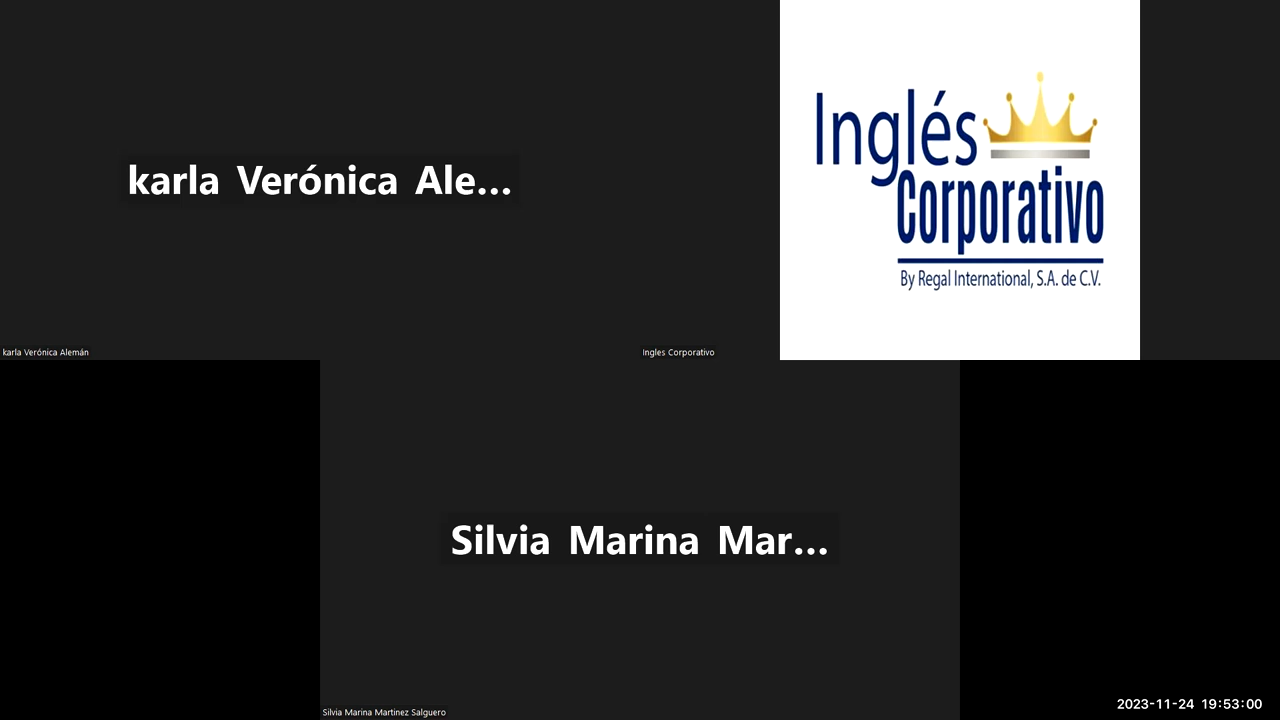 karla Verónica Ale...
Inglés
Corporativo
By Regal International, S.A. de C.V.
karla Verónica Alemán
Ingles Corporativo
Silvia Marina Mar...
Silvia Marina Martinez Salguero
2023-11-24 19:53:00